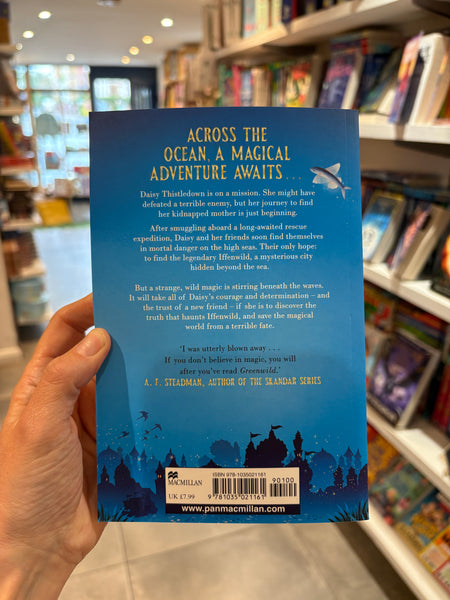 ACROSS THE
OCEAN, A MAGICAL
ADVENTURE AWAITS . . .
Daisy Thistledown is on a mission. She might have
defeated a terrible enemy, but her journey to find
her kidnapped mother is just beginning.
After smuggling aboard a long-awaited rescue
expedition, Daisy and her friends soon find themselves
in mortal danger on the high seas. Their only hope:
to find the legendary Iffenwild, a mysterious city
hidden beyond the sea.
But a strange, wild magic is stirring beneath the waves.
It will take all of Daisy's courage and determination – and
the trust of a new friend – if she is to discover the
truth that haunts Iffenwild, and save the magical
world from a terrible fate.
'I was utterly blown away . . .
If you don't believe in magic, you will
after you've read Greenwild.'
A. F. STEADMAN, AUTHOR OF THE SKANDAR SERIES
MACMILLAN
UK £7.99
ISBN 978-1035021161
90100
9 781035 021161
www.panmacmillan.com